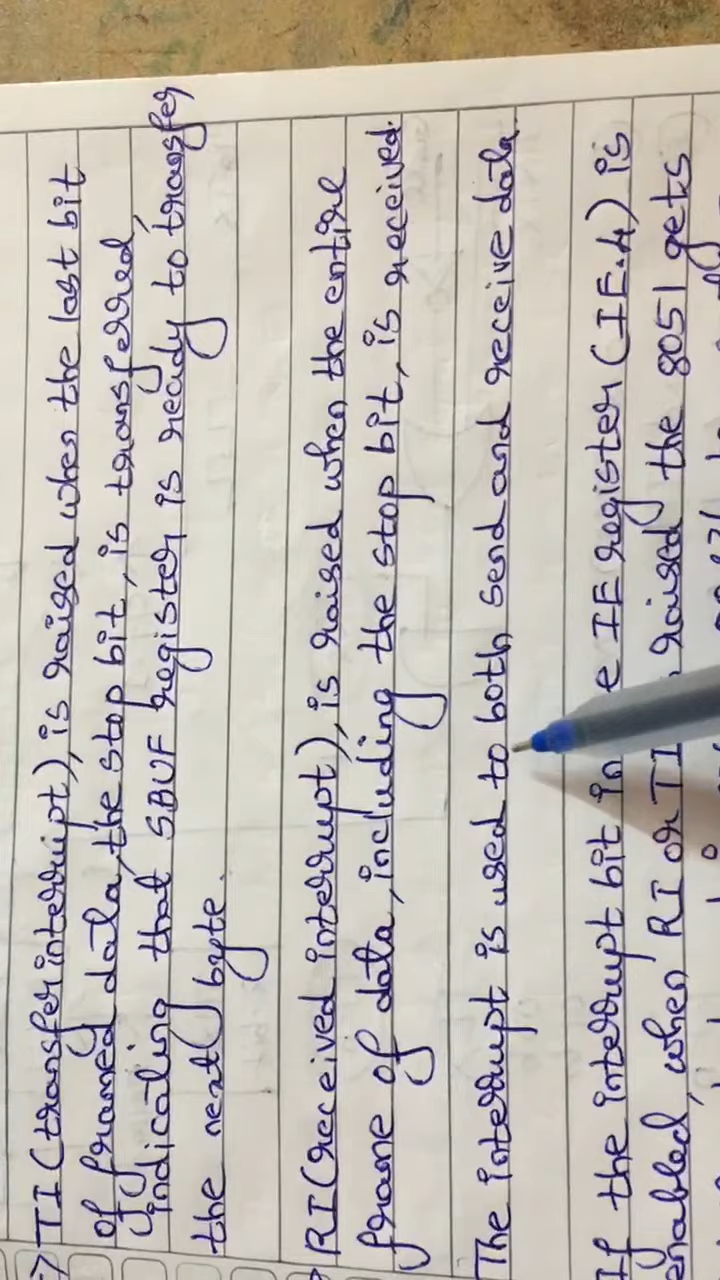 → TI (transfer interrupt), is raised when the last bit
of framed data, the stop bit, is transferred,
indicating that SBUF register is ready to transfer
the next byte.
RI (received interrupt), is raised when the entire
frame of data, including the stop bit, is received.
The interrupt is used to both send and receive data.
If the interrupt bit in e IE register (IE.4) is
enabled, when RI or TI raised the 8051 gets